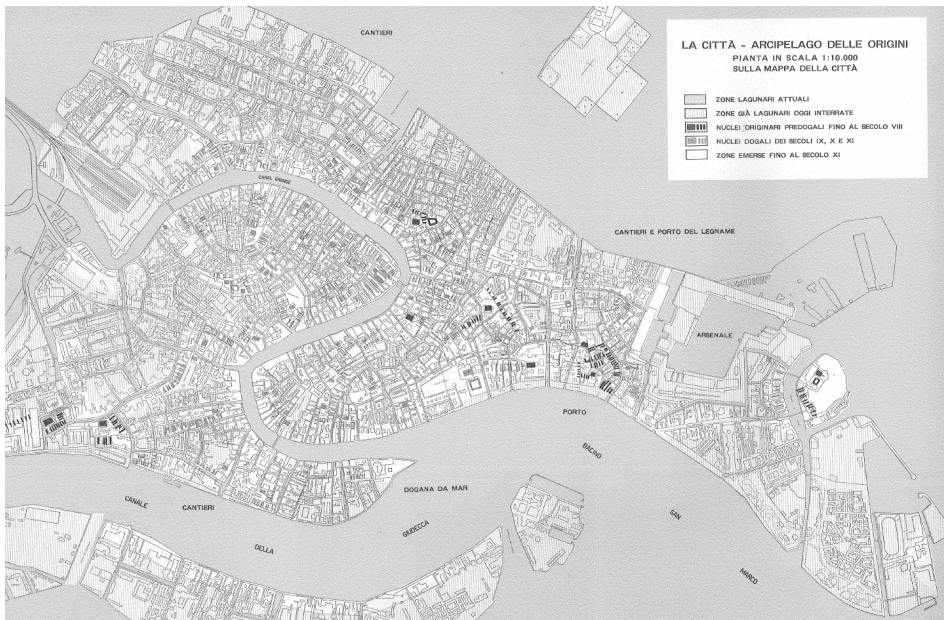 LA CITTÀ - ARCIPELAGO DELLE ORIGINI
PIANTA IN SCALA 1:10.000
SULLA MAPPA DELLA CITTÀ
ZONE LAGUNARI ATTUALI
ZONE GIÀ LAGUNARI OGGI INTERRATE
NUCLEI ORIGINARI PREDOGALI FINO AL SECOLO VIII
NUCLEI DOGALI DEI SECOLI IX, X E XI
ZONE EMERSE FINO AL SECOLO XI
CANTIERI
CANAL GRANDE
CANTIERI E PORTO DEL LEGNAME
ARSENALE
PORTO
BACINO
SAN
MARCO
DOGANA DA MAR
CANALE
CANTIERI
DELLA
GIUDECCA